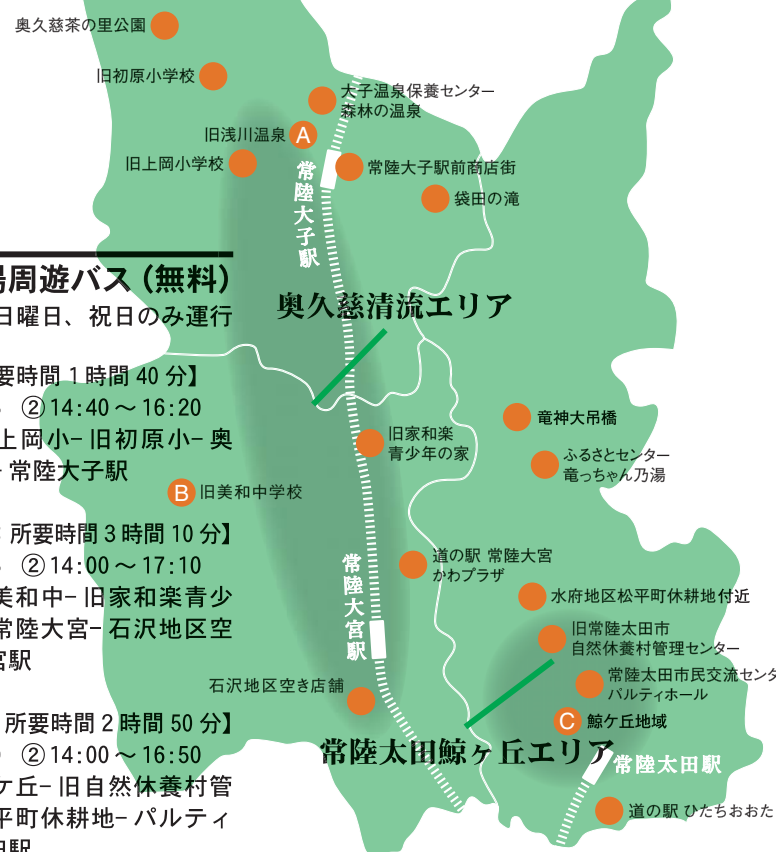 奥久慈茶の里公園
旧初原小学校
大子温泉保養センター
森林の温泉
旧浅川温泉
A
旧上岡小学校
常陸大子駅前商店街
袋田の滝
常陸大子駅
周遊バス（無料）
日曜日、祝日のみ運行
奥久慈清流エリア
要時間 1 時間 40 分】
②14:40～16:20
上岡小−旧初原小−奥
常陸大子駅
竜神大吊橋
旧家和楽
青少年の家
ふるさとセンター
竜っちゃん乃湯
B
旧美和中学校
所要時間 3 時間 10 分】
②14:00～17:10
美和中−旧家和楽青少
常陸大宮−石沢地区空
宮駅
道の駅 常陸大宮
かわプラザ
常陸大宮駅
水府地区松平町休耕地付近
旧常陸太田市
自然休養村管理センター
石沢地区空き店舗
常陸太田市民交流センタ
パルティホール
C
鯨ケ丘地域
所要時間 2 時間 50 分】
②14:00～16:50
ケ丘−旧自然休養村管
平町休耕地−パルティ
田駅
常陸太田鯨ヶ丘エリア
常陸太田駅
道の駅 ひたちおおた